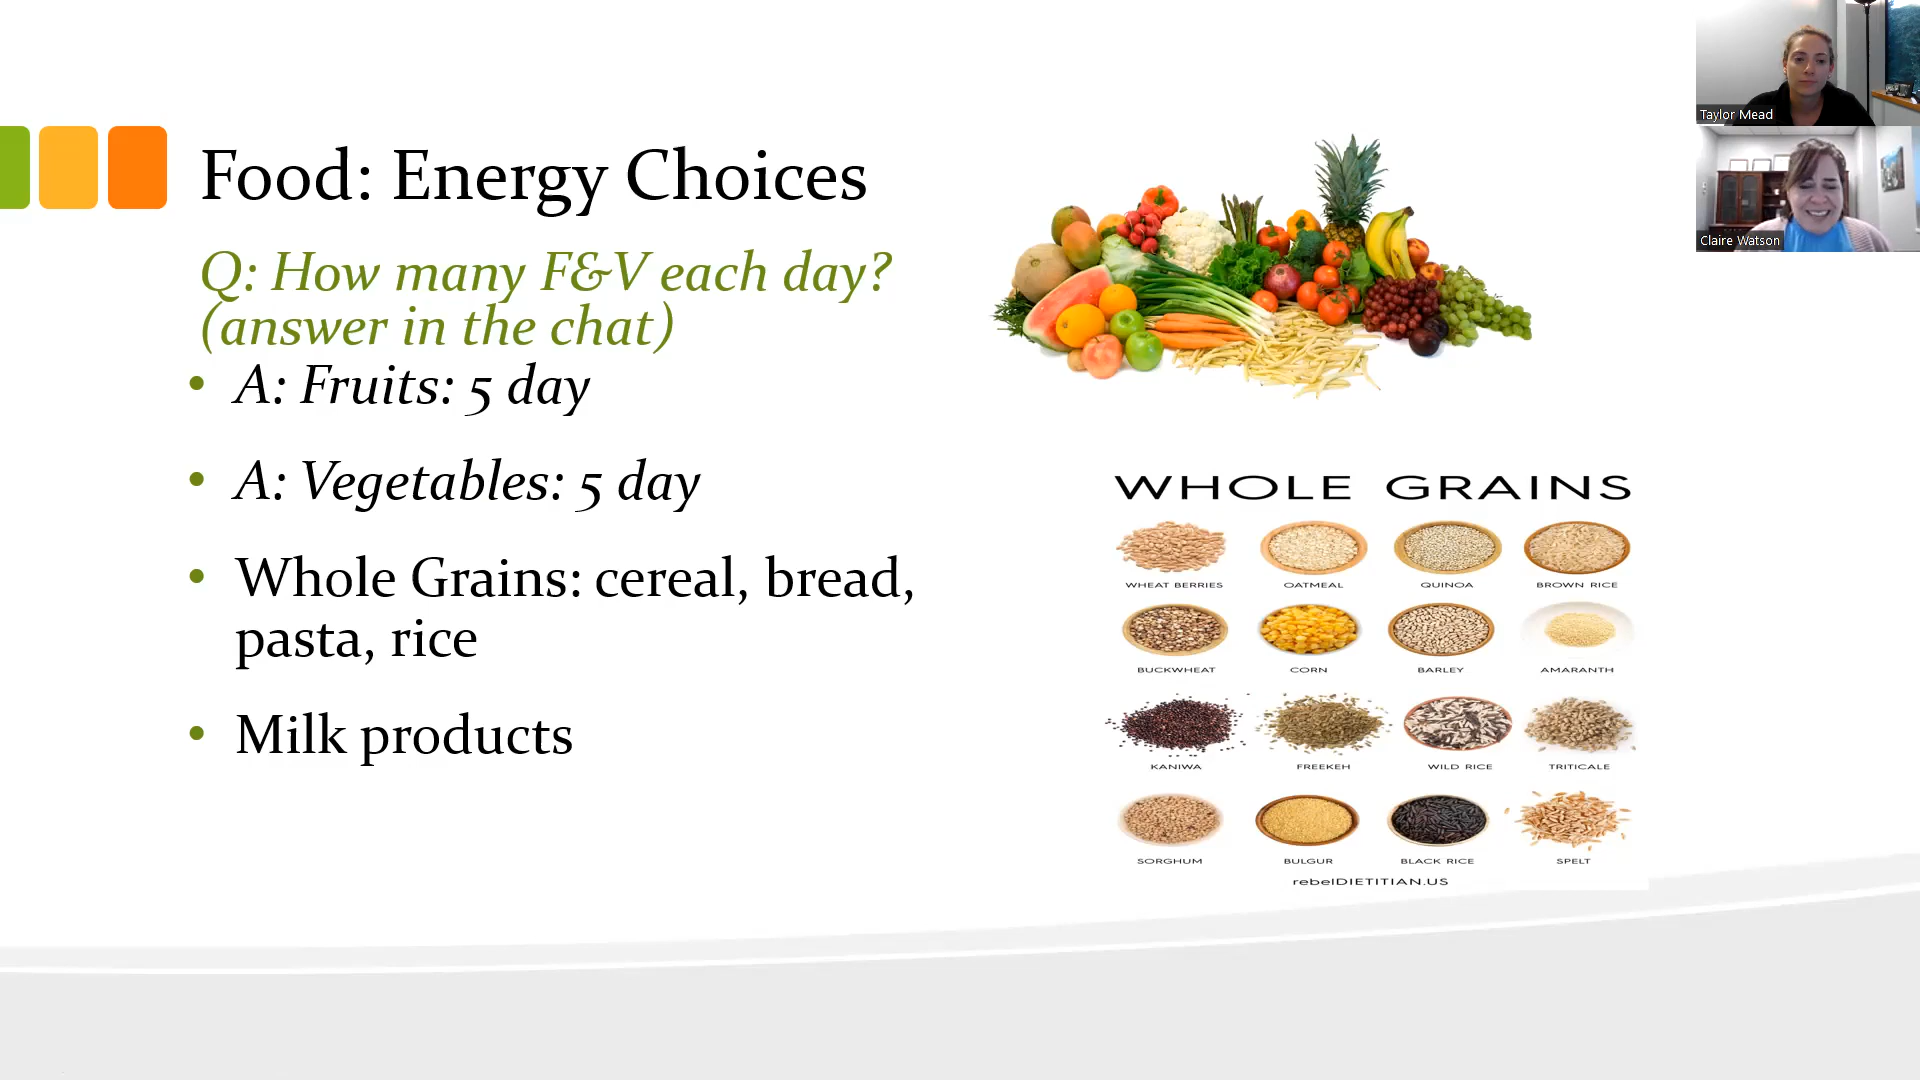 Food: Energy Choices
Q: How many F&V each day?
(answer in the chat)
• A: Fruits: 5 day
• A: Vegetables: 5 day
• Whole Grains: cereal, bread,
pasta, rice
• Milk products
WHOLE GRAINS
WHEAT BERRIES OATMEAL QUINOA BROWN RICE
BUCKWHEAT CORN BARLEY AMARANTH
KANIWA FREEKEH WILD RICE TRITICALE
SORGHUM BULGUR BLACK RICE SPELT
rebelDIETITIAN.US
Taylor Mead
Claire Watson